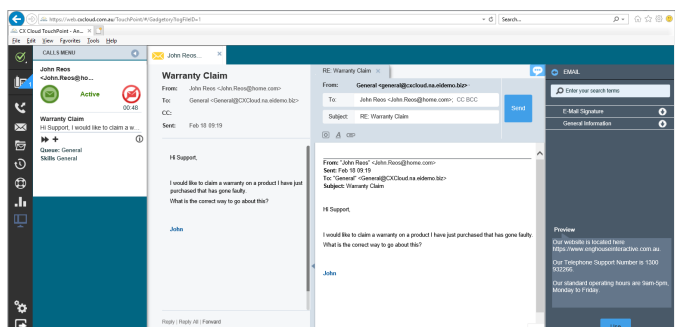 https://web.cxcloud.com.au/TouchPoint/#/Gadgetory?logFileID=1
Search...
CX Cloud TouchPoint - An...
File Edit View Favorites Tools Help
CALLS MENU
John Reos
<John.Reos@ho...
Active
00:48
Warranty Claim
Hi Support, I would like to claim a w...
Queue: General
Skills General
John Reos...
Warranty Claim
From: John Reos <John.Reos@home.com>
To: General <general@cxcloud.na.eidemo.biz>
CC:
Sent: Feb 18 09.19
Hi Support,
I would like to claim a warranty on a product I have just
purchased that has gone faulty.
What is the correct way to go about this?
John
Reply | Reply All | Forward
RE: Warranty Claim
From: General <general@cxcloud.na.eidemo.biz>
To: John Reos <John.Reos@home.com>; CC BCC
Subject: RE: Warranty Claim
Send
From: "John Reos" <John.Reos@home.com>
Sent: Feb 18 09.19
To: "General" <General@CXCloud.na.eidemo.biz>
Subject: Warranty Claim
Hi Support,
I would like to claim a warranty on a product I have just purchased that has gone faulty.
What is the correct way to go about this?
John
EMAIL
Enter your search terms
E-Mail Signature
General Information
Preview
Our website is located here
https://www.enghouseinteractive.com.au.
Our Telephone Support Number is 1300
932266.
Our standard operating hours are 9am-5pm,
Monday to Friday.